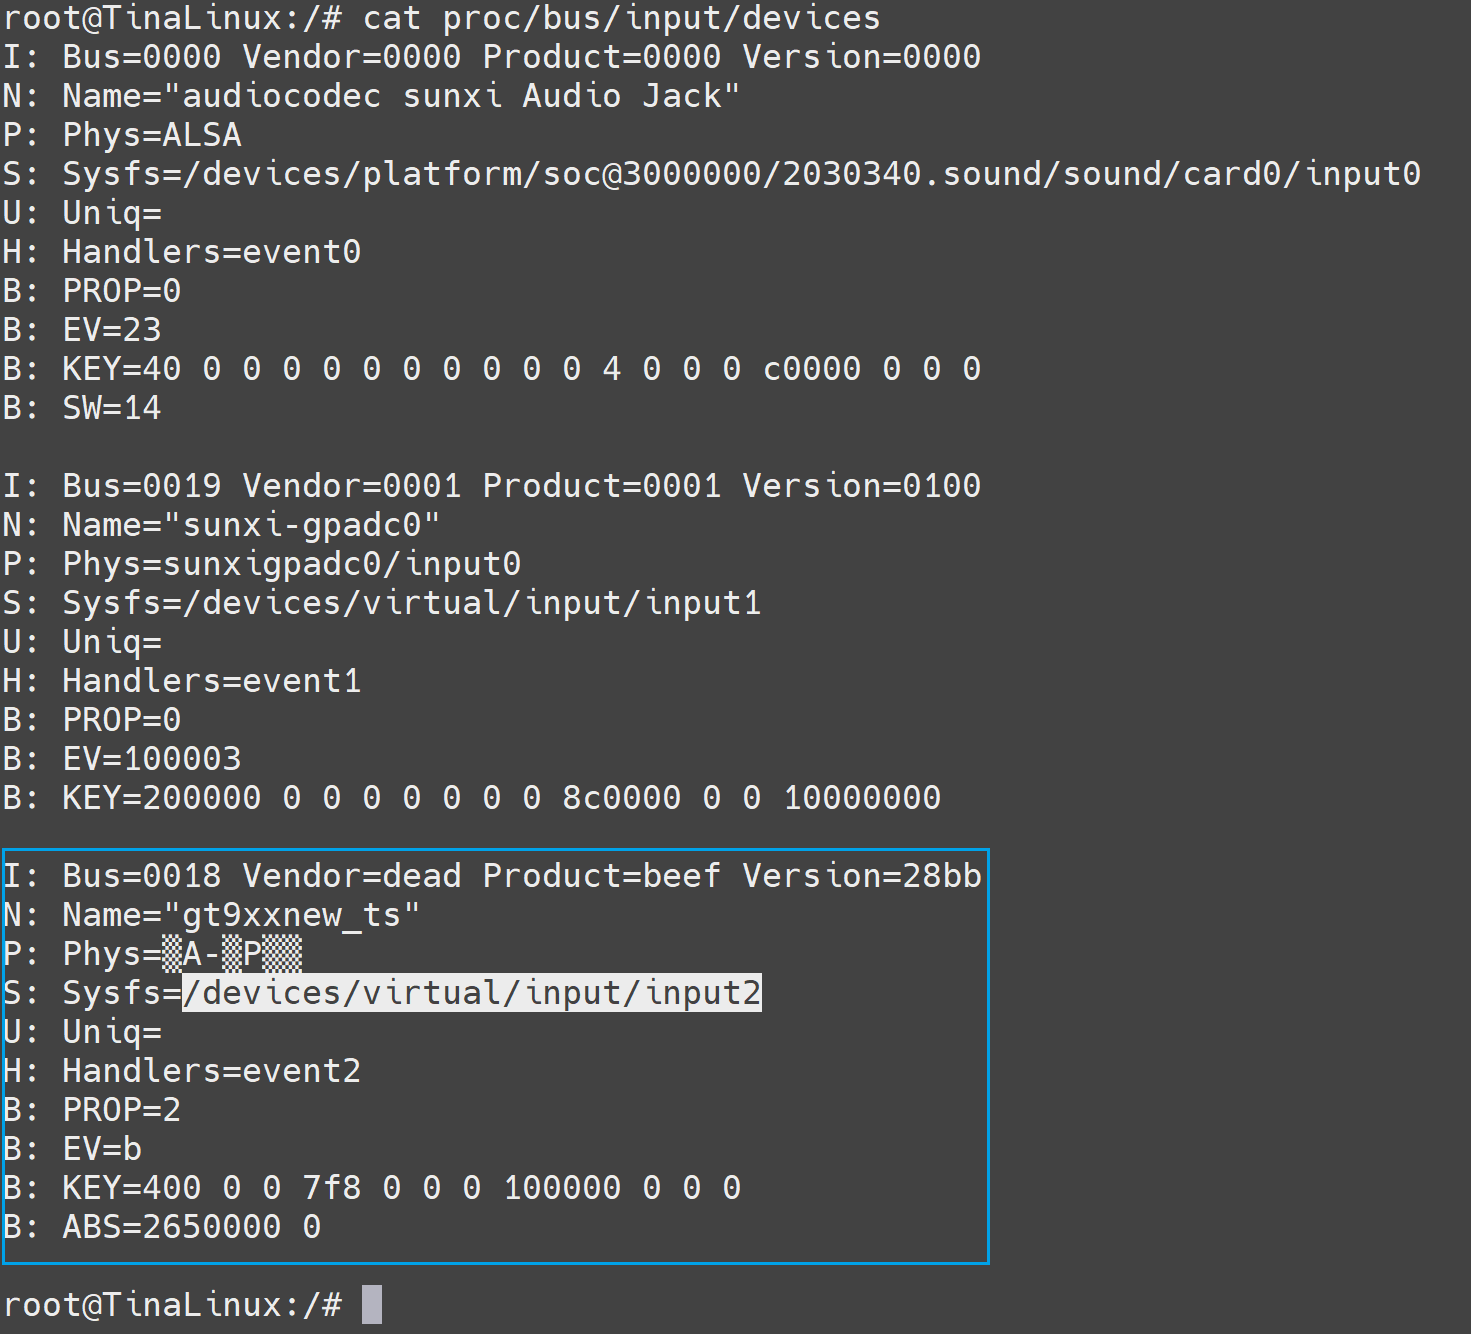 root@TinaLinux:/# cat proc/bus/input/devices
I: Bus=0000 Vendor=0000 Product=0000 Version=0000
N: Name="audiocodec sunxi Audio Jack"
P: Phys=ALSA
S: Sysfs=/devices/platform/soc@3000000/2030340.sound/sound/card0/input0
U: Uniq=
H: Handlers=event0
B: PROP=0
B: EV=23
B: KEY=40 0 0 0 0 0 0 0 0 0 0 4 0 0 0 c0000 0 0 0
B: SW=14
I: Bus=0019 Vendor=0001 Product=0001 Version=0100
N: Name="sunxi-gpadc0"
P: Phys=sunxigpadc0/input0
S: Sysfs=/devices/virtual/input/input1
U: Uniq=
H: Handlers=event1
B: PROP=0
B: EV=100003
B: KEY=200000 0 0 0 0 0 0 0 8c0000 0 0 10000000
I: Bus=0018 Vendor=dead Product=beef Version=28bb
N: Name="gt9xxnew_ts"
P: Phys=▒A-▒P▒▒
S: Sysfs=/devices/virtual/input/input2
U: Uniq=
H: Handlers=event2
B: PROP=2
B: EV=b
B: KEY=400 0 0 7f8 0 0 0 100000 0 0 0
B: ABS=2650000 0
root@TinaLinux:/#